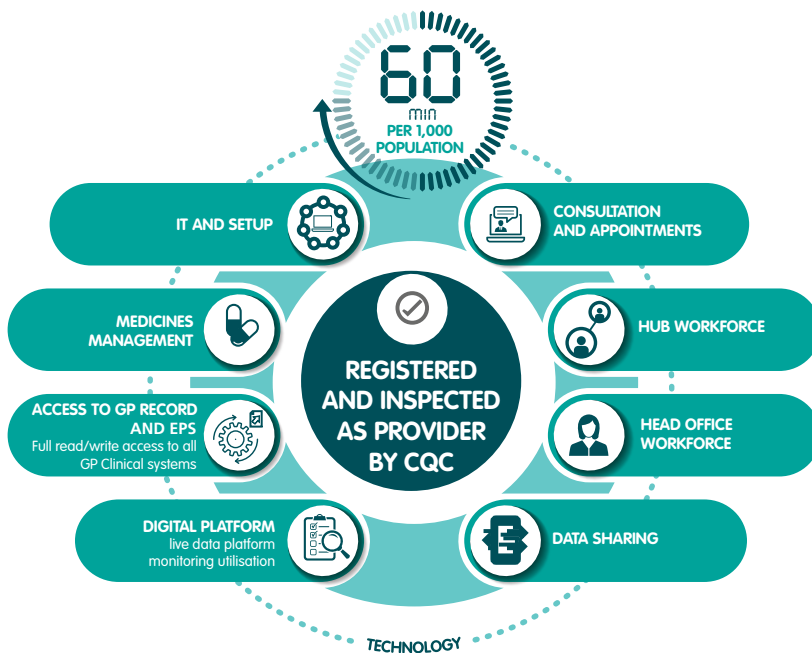 60
min
PER 1,000
POPULATION
IT AND SETUP
CONSULTATION
AND APPOINTMENTS
MEDICINES
MANAGEMENT
HUB WORKFORCE
REGISTERED
AND INSPECTED
AS PROVIDER
BY CQC
ACCESS TO GP RECORD
AND EPS
Full read/write access to all
GP Clinical systems
HEAD OFFICE
WORKFORCE
DIGITAL PLATFORM
live data platform
monitoring utilisation
DATA SHARING
TECHNOLOGY